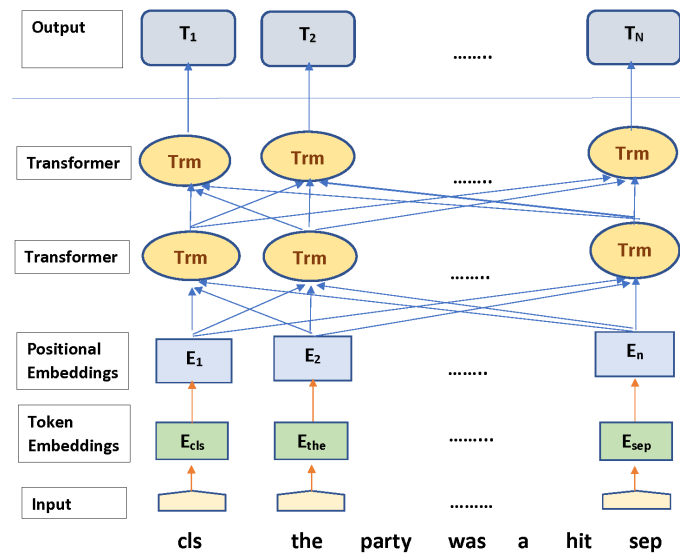 Output T1 T2 ........ TN
Transformer Trm Trm ........ Trm
Transformer Trm Trm ........ Trm
Positional
Embeddings E1 E2 ........ En
Token
Embeddings Ecls Ethe ......... Esep
Input .........
cls the party was a hit sep